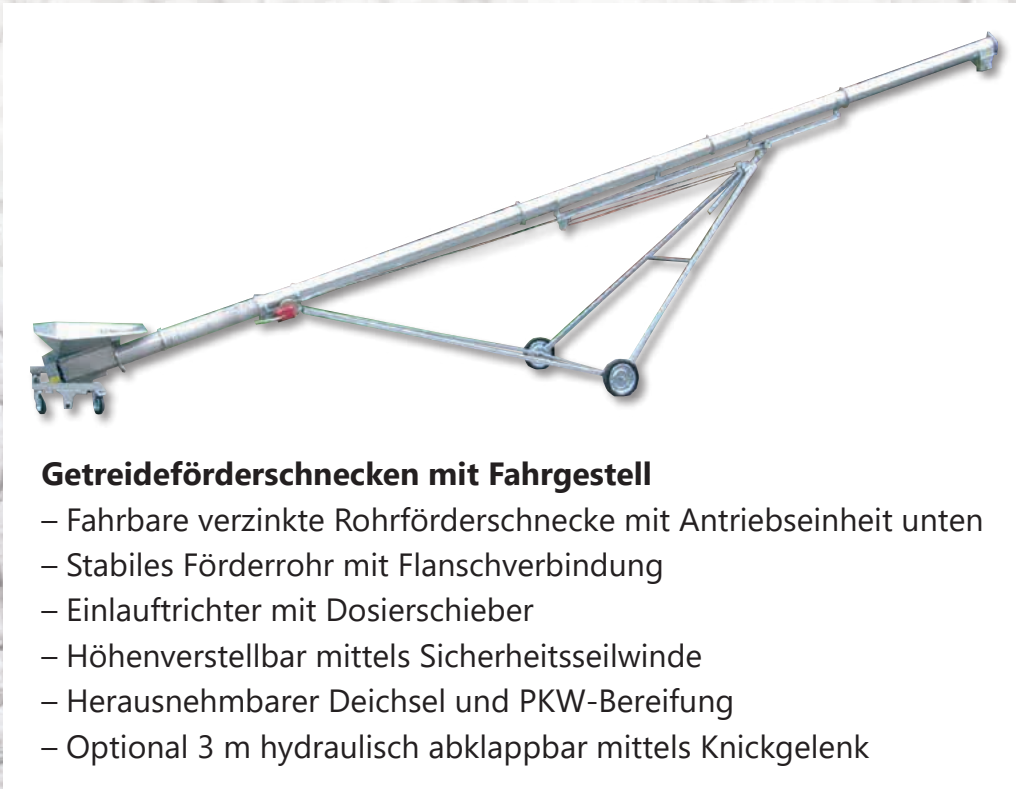 Getreideförderschnecken mit Fahrgestell
– Fahrbare verzinkte Rohrförderschnecke mit Antriebseinheit unten
– Stabiles Förderrohr mit Flanschverbindung
– Einlauftrichter mit Dosierschieber
– Höhenverstellbar mittels Sicherheitsseilwinde
– Herausnehmbarer Deichsel und PKW-Bereifung
– Optional 3 m hydraulisch abklappbar mittels Knickgelenk